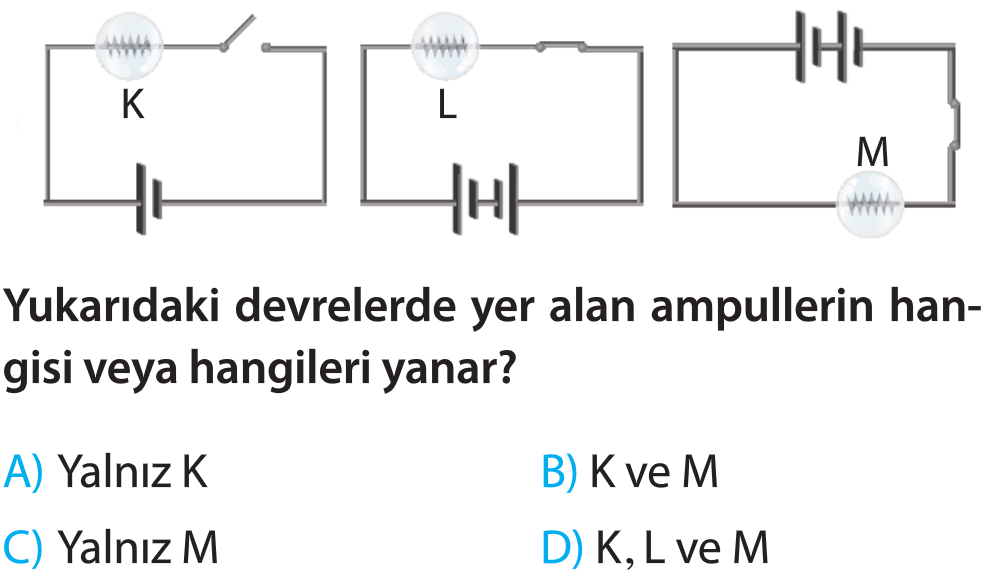 K
L
M
Yukarıdaki devrelerde yer alan ampullerin han-
gisi veya hangileri yanar?
A) Yalnız K
B) K ve M
C) Yalnız M
D) K, L ve M